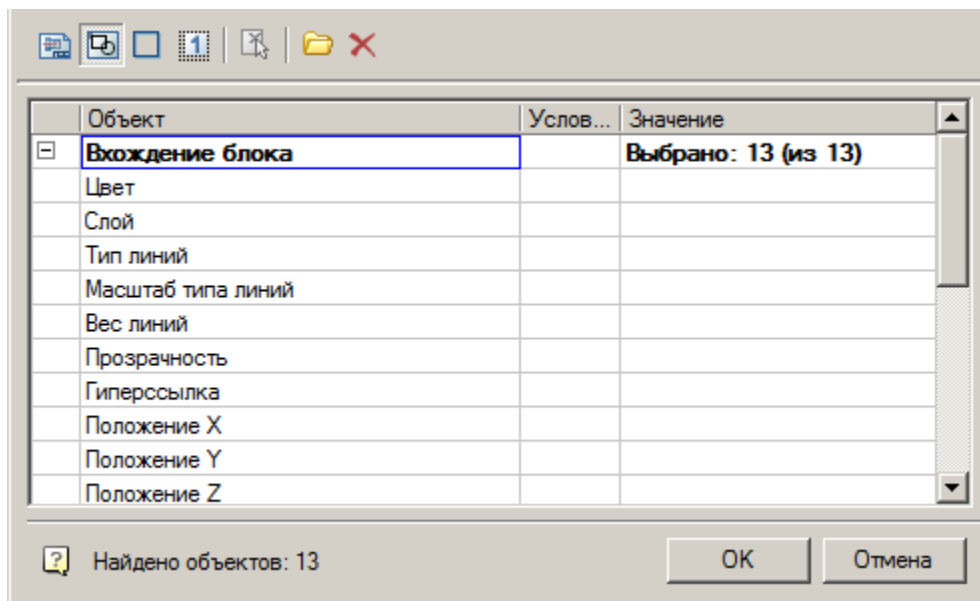 1
Объект Услов... Значение
Вхождение блока Выбрано: 13 (из 13)
Цвет
Слой
Тип линий
Масштаб типа линий
Вес линий
Прозрачность
Гиперссылка
Положение X
Положение Y
Положение Z
? Найдено объектов: 13 OK Отмена